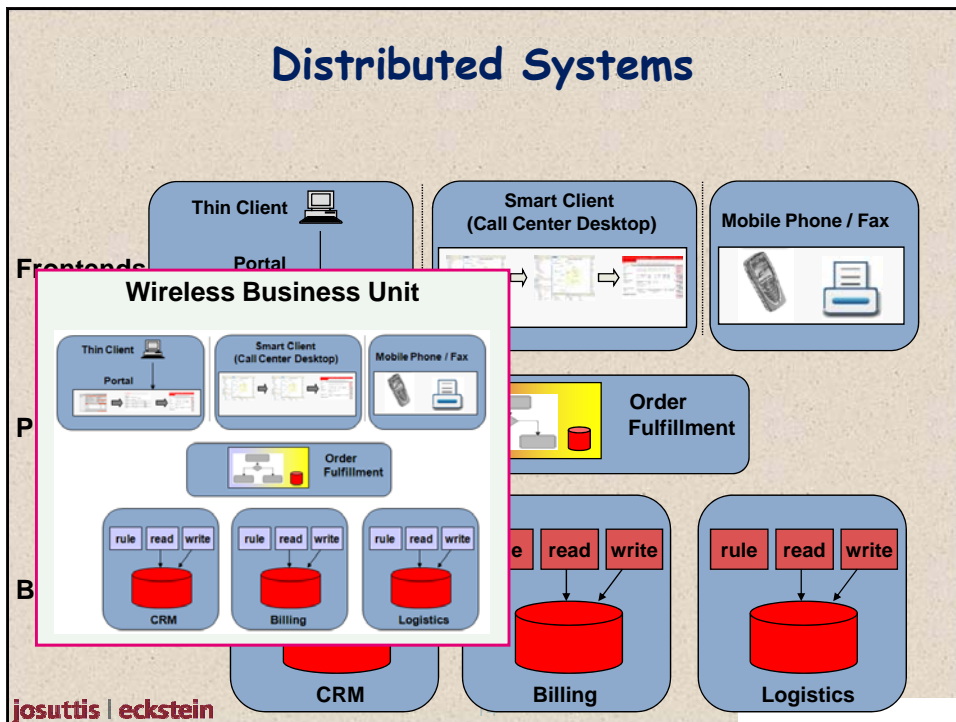 Distributed Systems
Thin Client
Smart Client
(Call Center Desktop)
Mobile Phone / Fax
Frontends
Portal
Wireless Business Unit
Thin Client
Smart Client
(Call Center Desktop)
Mobile Phone / Fax
Portal
Order
Fulfillment
rule read write
CRM
rule read write
Billing
rule read write
Logistics
P
Order
Fulfillment
B
read write
rule read write
CRM
Billing
Logistics
josuttis | eckstein